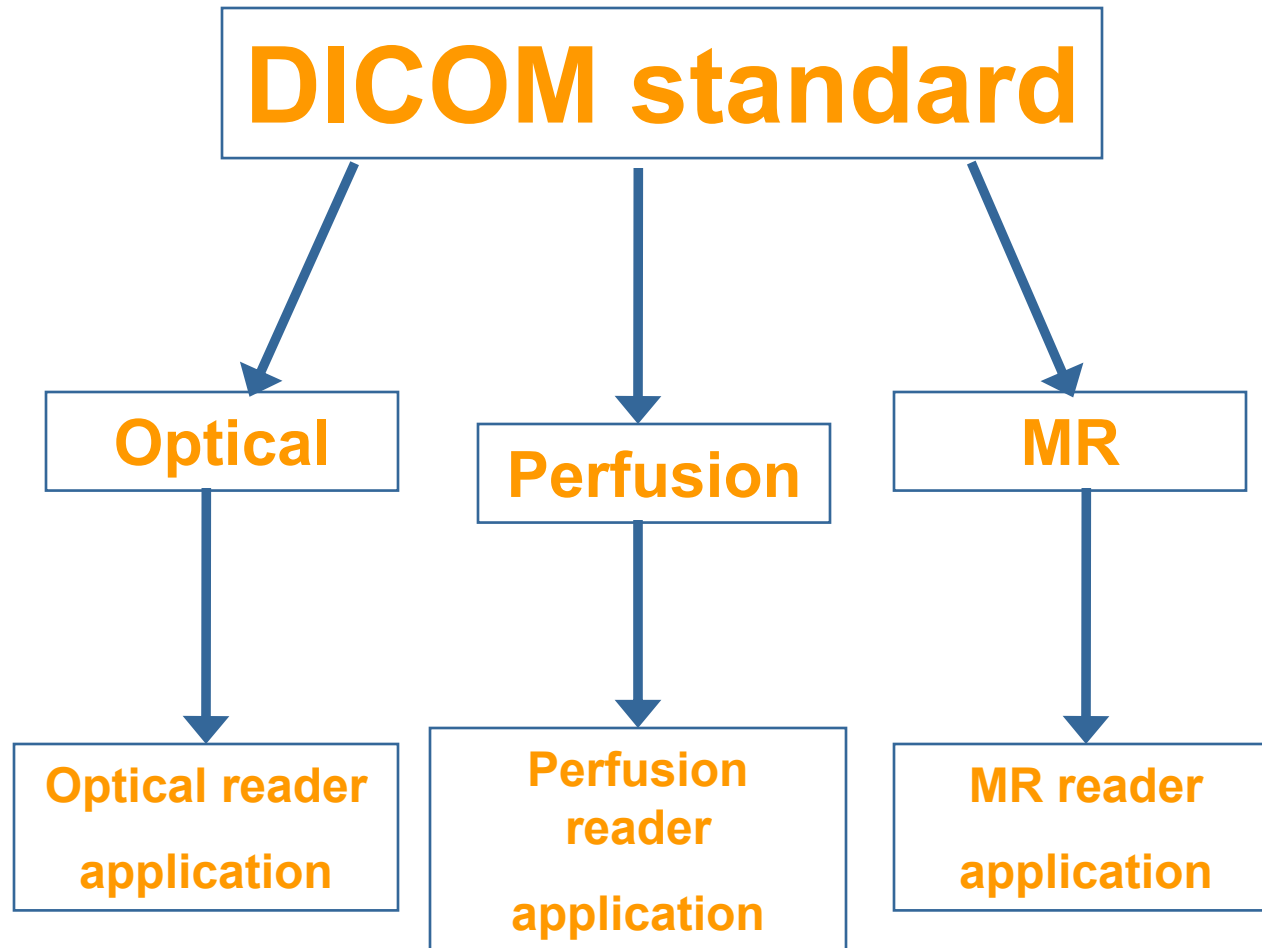 DICOM standard
Optical
Perfusion
MR
Optical reader
application
Perfusion
reader
application
MR reader
application